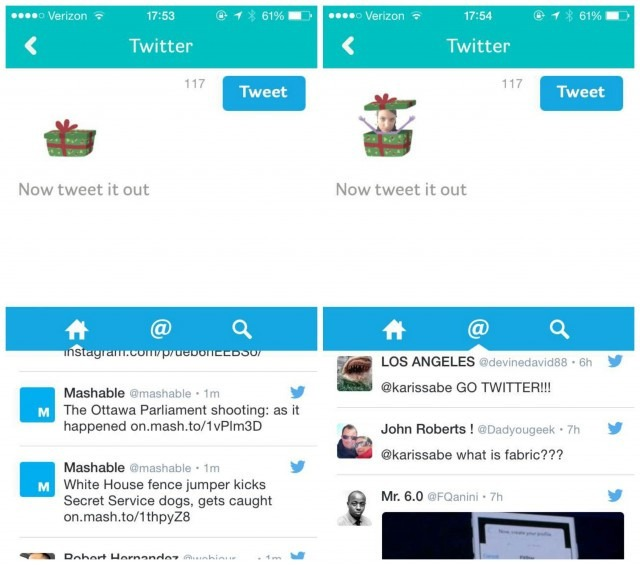 Verizon 17:53 61%
Twitter
117
Tweet
Now tweet it out
@
Mashable @mashable • 1m
M
The Ottawa Parliament shooting: as it
happened on.mash.to/1vPlm3D
Mashable @mashable • 1m
M
White House fence jumper kicks
Secret Service dogs, gets caught
on.mash.to/1thpyZ8
Robert Hernandez • 1m
Verizon 17:54 61%
Twitter
117
Tweet
Now tweet it out
@
LOS ANGELES @devinedavid88 • 6h
@karissabe GO TWITTER!!!
John Roberts ! @Dadyougeek • 7h
@karissabe what is fabric???
Mr. 6.0 @FQanini • 7h
Now, create your profile